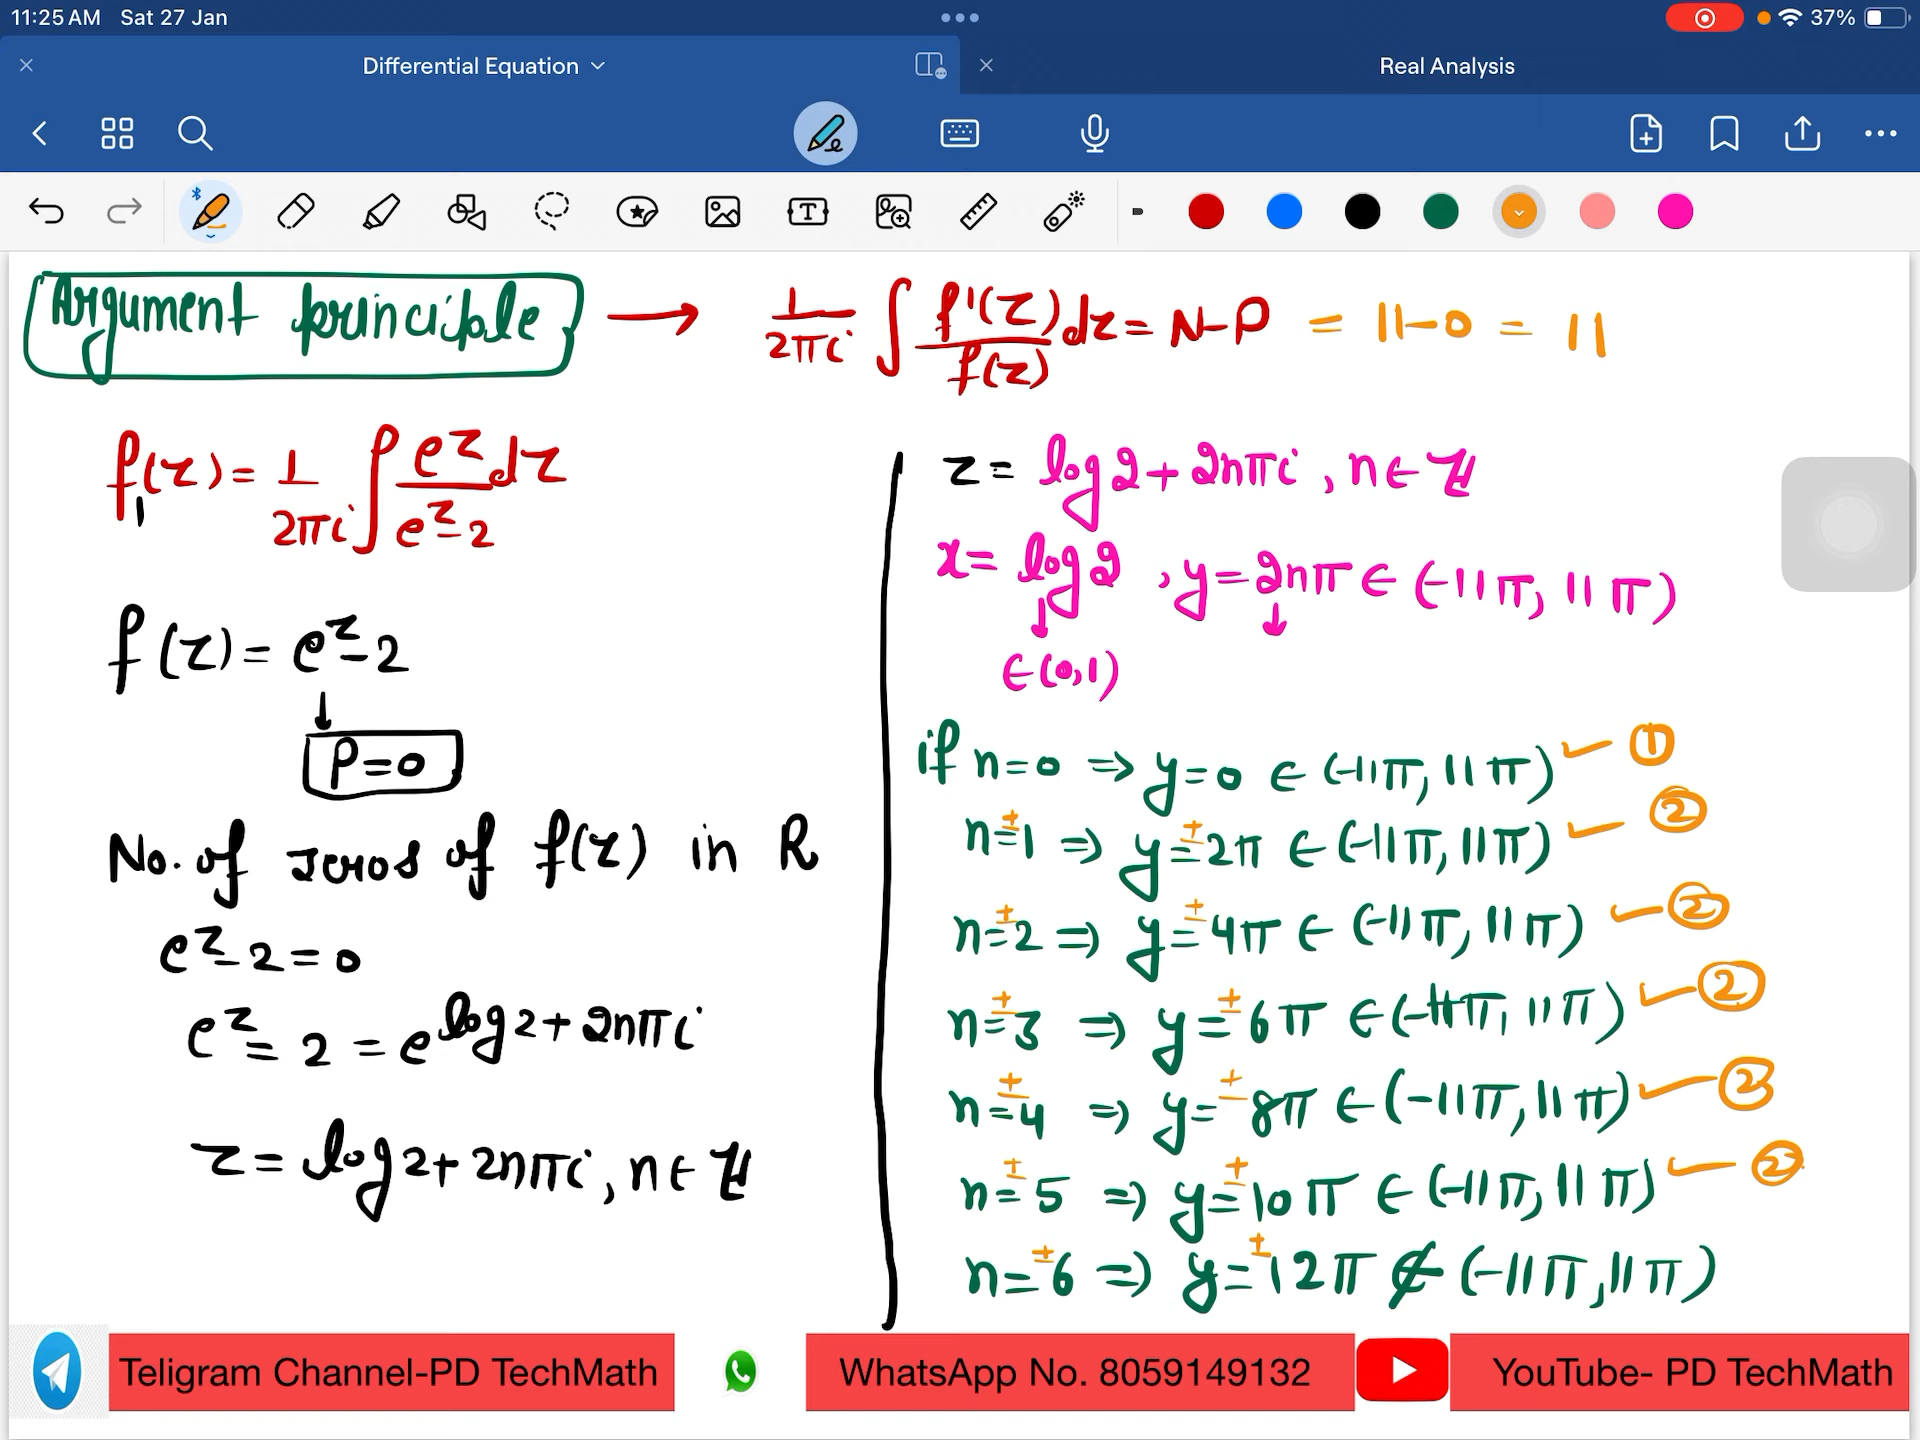 11:25 AM Sat 27 Jan
37%
Differential Equation
Real Analysis
Argument principle → 1/2πi ∫ f'(z)/f(z) dz = N-P = 11-0 = 11
f₁(z) = 1/2πi ∫ e^z/e^z-2 dz
f(z) = e^z-2
↓
P=0
No. of zeros of f(z) in R
e^z-2=0
e^z = 2 = e^log2+2nπi
z = log2+2nπi, n∈ℤ
z = log2+2nπi, n∈ℤ
x = log2, y = 2nπ ∈ (-11π, 11π)
↓ ↓
∈(0,1)
if n=0 ⇒ y=0 ∈ (-11π, 11π) ✓ ①
n=±1 ⇒ y=±2π ∈ (-11π, 11π) ✓ ②
n=±2 ⇒ y=±4π ∈ (-11π, 11π) ✓ ②
n=±3 ⇒ y=±6π ∈ (-11π, 11π) ✓ ②
n=±4 ⇒ y=±8π ∈ (-11π, 11π) ✓ ②
n=±5 ⇒ y=±10π ∈ (-11π, 11π) ✓ ②
n=±6 ⇒ y=±12π ∉ (-11π, 11π)
Teligram Channel-PD TechMath
WhatsApp No. 8059149132
YouTube- PD TechMath